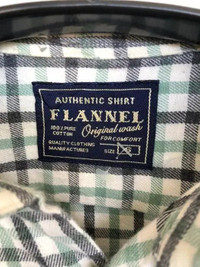 AUTHENTIC SHIRT
FLANNEL
100% PURE
COTTON
Original wash
FOR COMFORT
QUALITY CLOTHING
MANUFACTURES
SIZE